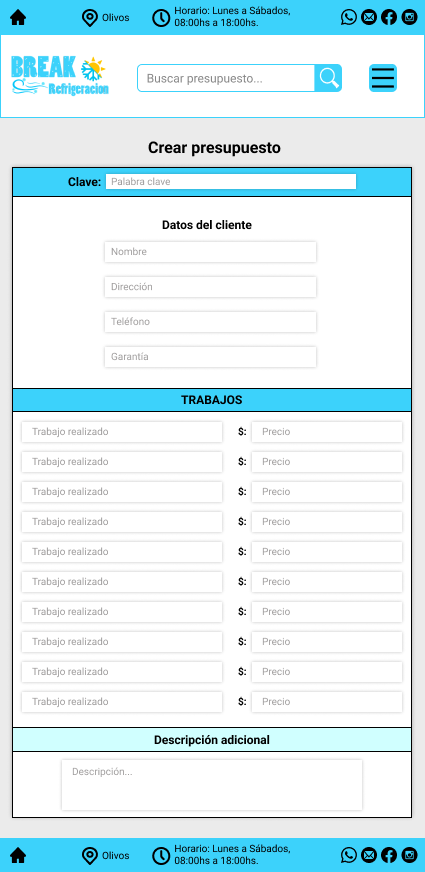 Olivos
Horario: Lunes a Sábados,
08:00hs a 18:00hs.
BREAK
Refrigeracion
Buscar presupuesto...
Crear presupuesto
Clave: Palabra clave
Datos del cliente
Nombre
Dirección
Teléfono
Garantía
TRABAJOS
Trabajo realizado $: Precio
Trabajo realizado $: Precio
Trabajo realizado $: Precio
Trabajo realizado $: Precio
Trabajo realizado $: Precio
Trabajo realizado $: Precio
Trabajo realizado $: Precio
Trabajo realizado $: Precio
Trabajo realizado $: Precio
Trabajo realizado $: Precio
Descripción adicional
Descripción...
Olivos
Horario: Lunes a Sábados,
08:00hs a 18:00hs.